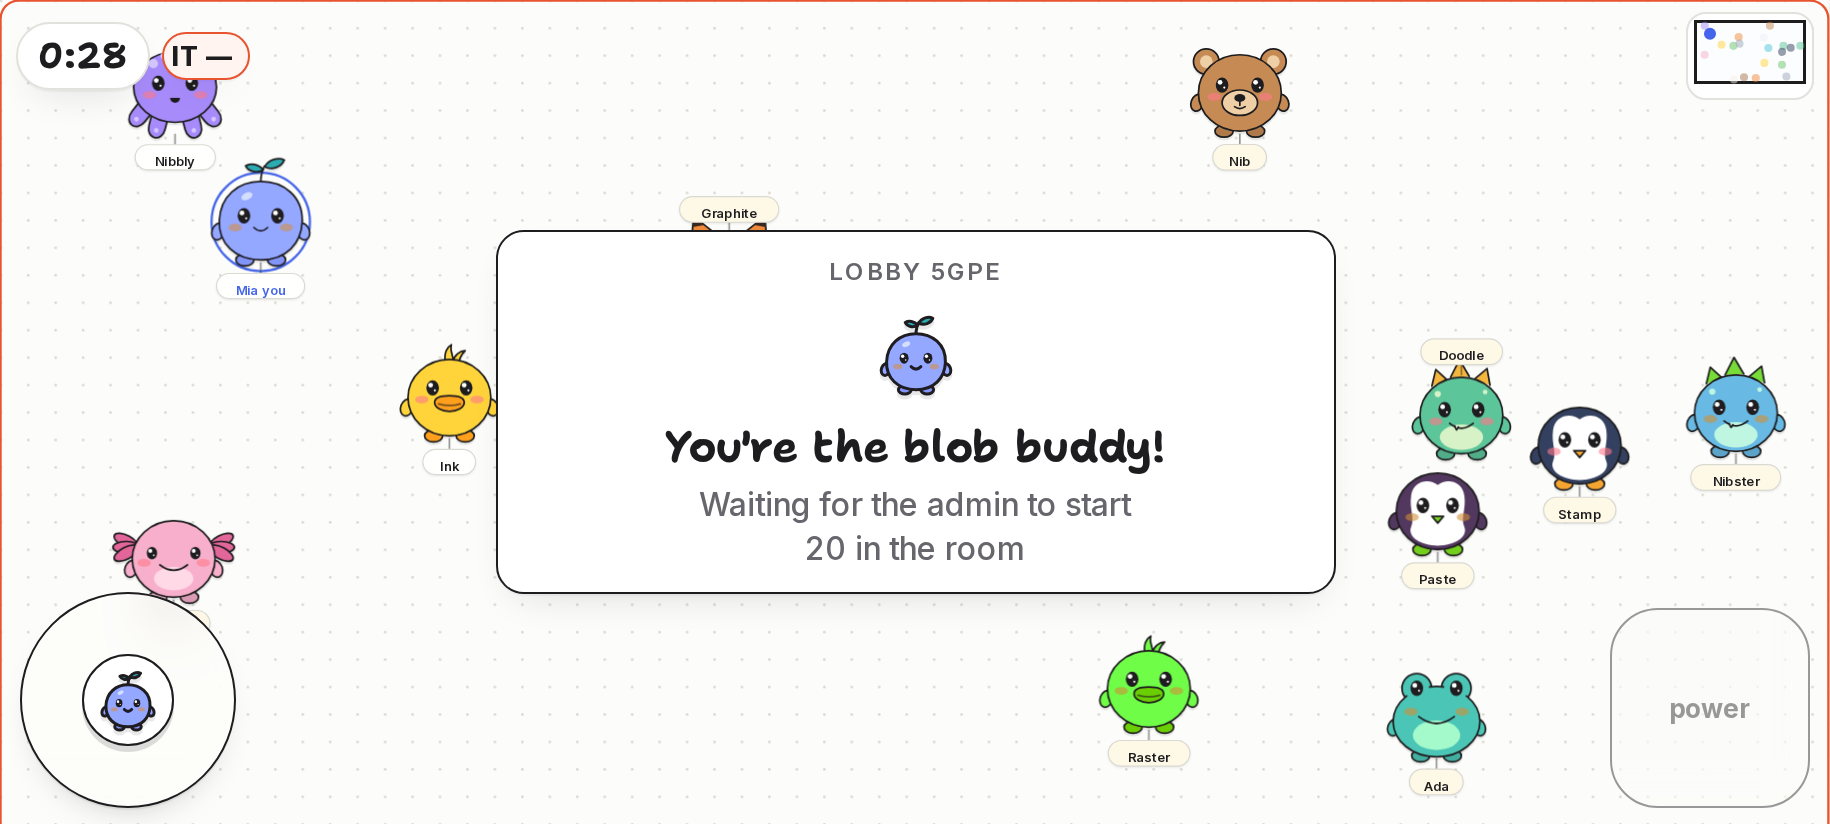 0:28
IT —
Nibbly
Nib
Mia you
Graphite
LOBBY 5GPE
You're the blob buddy!
Waiting for the admin to start
20 in the room
Ink
Doodle
Stamp
Nibster
Paste
Raster
Ada
power